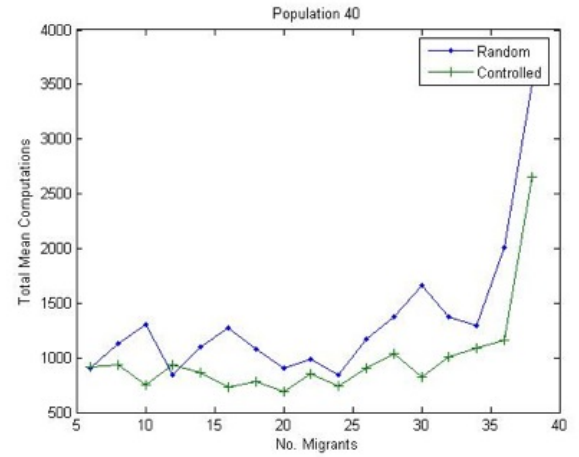 Population 40
4000
3500
3000
2500
2000
1500
1000
500
Total Mean Computations
5 10 15 20 25 30 35 40
No. Migrants
Random
Controlled